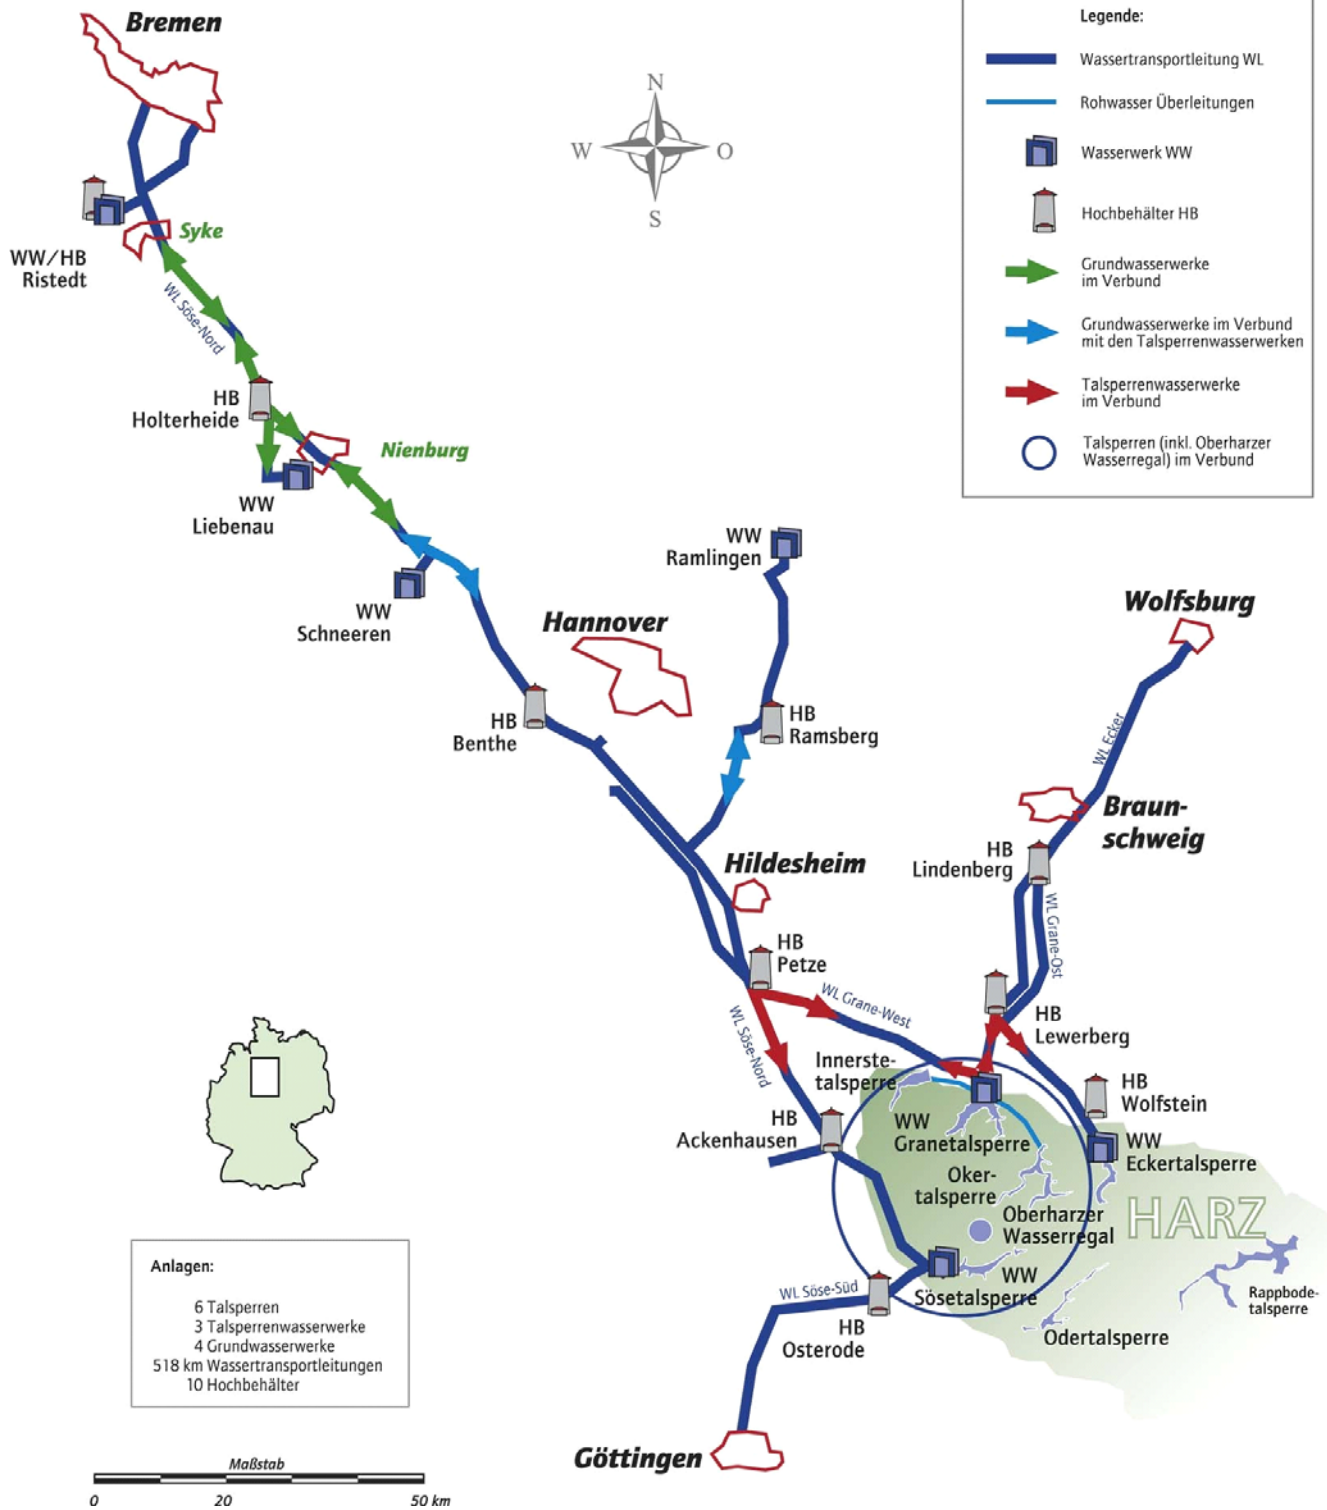 Bremen
Legende:
Wassertransportleitung WL
Rohwasser Überleitungen
Wasserwerk WW
Hochbehälter HB
Grundwasserwerke
im Verbund
Grundwasserwerke im Verbund
mit den Talsperrenwasserwerken
Talsperrenwasserwerke
im Verbund
Talsperren (inkl. Oberharzer
Wasserregal) im Verbund
N
W
O
S
Syke
WW/HB
Ristedt
WL Söse-Nord
HB
Holterheide
Nienburg
WW
Liebenau
WW
Schneeren
WW
Ramlingen
Hannover
Wolfsburg
HB
Benthe
HB
Ramsberg
WL Ecker
Braun-
schweig
HB
Lindenberg
Hildesheim
WL Grane-Ost
HB
Petze
WL Grane-West
WL Söse-Nord
HB
Lewerberg
Innerste-
talsperre
HB
Wolfstein
HB
Ackenhausen
WW
Granetalsperre
WW
Eckertalsperre
Oker-
talsperre
Oberharzer
Wasserregal
HARZ
WW
Sösetalsperre
WL Söse-Süd
HB
Osterode
Odertalsperre
Rappbode-
talsperre
Göttingen
Anlagen:
6 Talsperren
3 Talsperrenwasserwerke
4 Grundwasserwerke
518 km Wassertransportleitungen
10 Hochbehälter
Maßstab
0 20 50 km